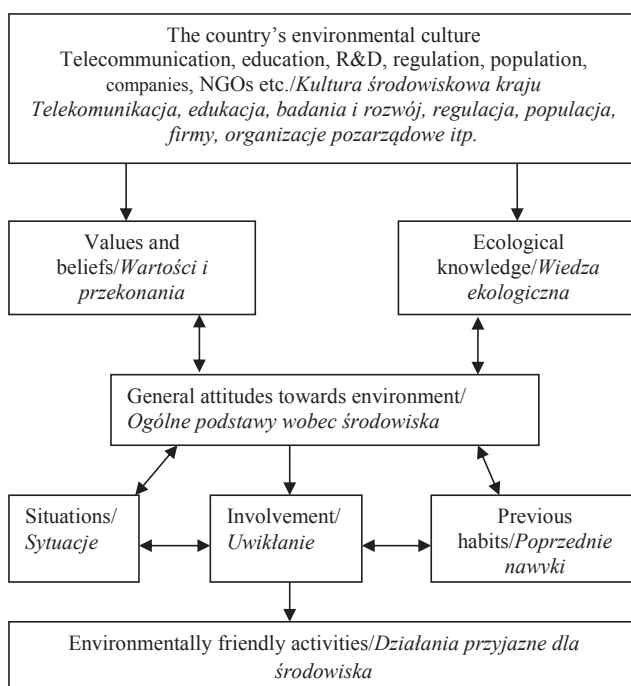 The country's environmental culture
Telecommunication, education, R&D, regulation, population,
companies, NGOs etc./Kultura środowiskowa kraju
Telekomunikacja, edukacja, badania i rozwój, regulacja, populacja,
firmy, organizacje pozarządowe itp.
Values and
beliefs/Wartości i
przekonania
Ecological
knowledge/Wiedza
ekologiczna
General attitudes towards environment/
Ogólne podstawy wobec środowiska
Situations/
Sytuacje
Involvement/
Uwikłanie
Previous
habits/Poprzednie
nawyki
Environmentally friendly activities/Działania przyjazne dla
środowiska